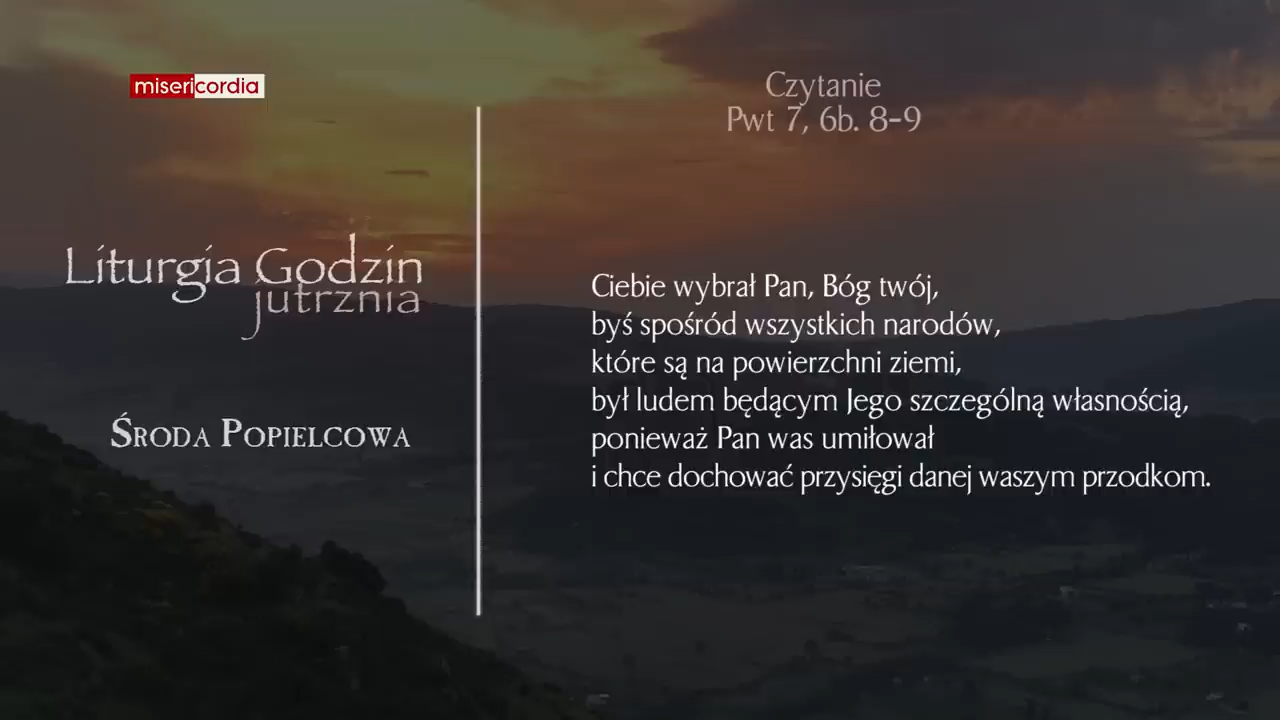 misericordia
Liturgia Godzin
jutrznia
Środa Popielcowa
Czytanie
Pwt 7, 6b. 8-9
Ciebie wybrał Pan, Bóg twój,
byś spośród wszystkich narodów,
które są na powierzchni ziemi,
był ludem będącym Jego szczególną własnością,
ponieważ Pan was umiłował
i chce dochować przysięgi danej waszym przodkom.